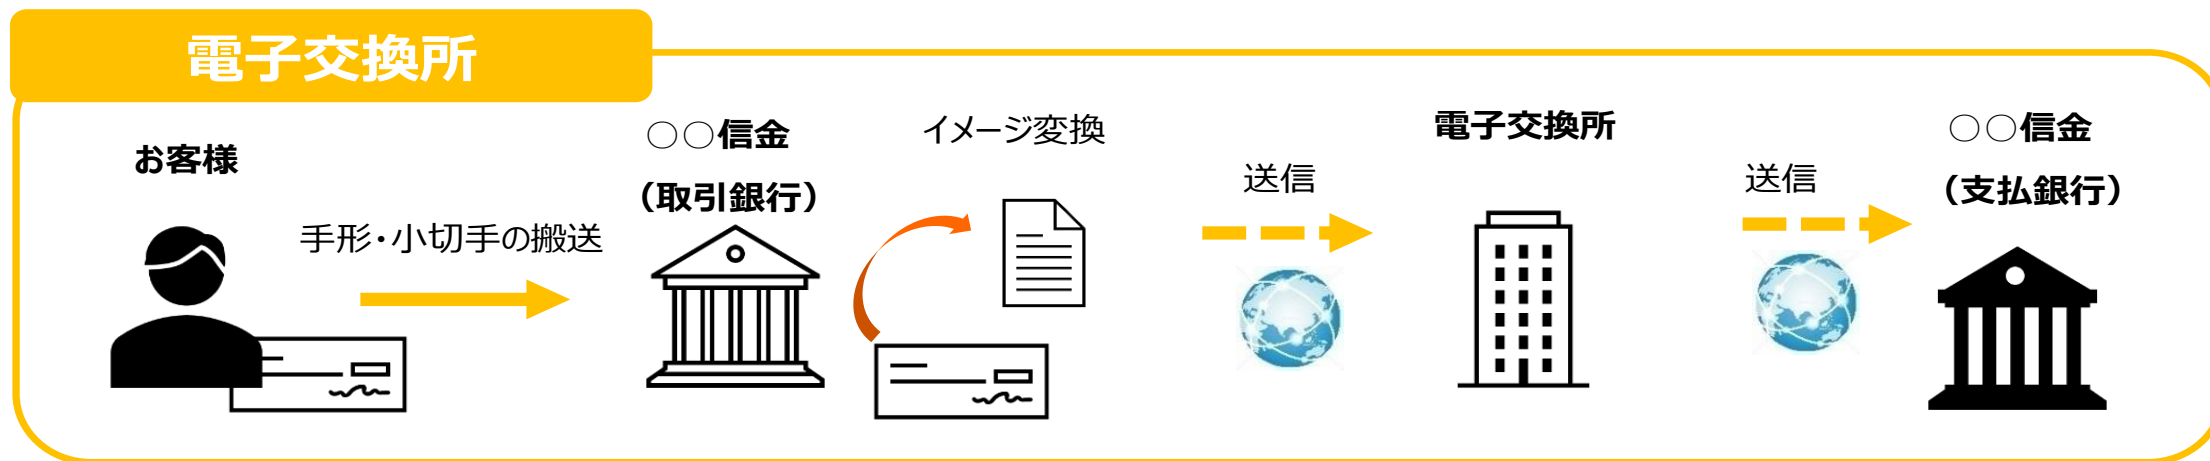 電子交換所
お客様
手形・小切手の搬送
○○信金
（取引銀行）
イメージ変換
送信
電子交換所
送信
○○信金
（支払銀行）